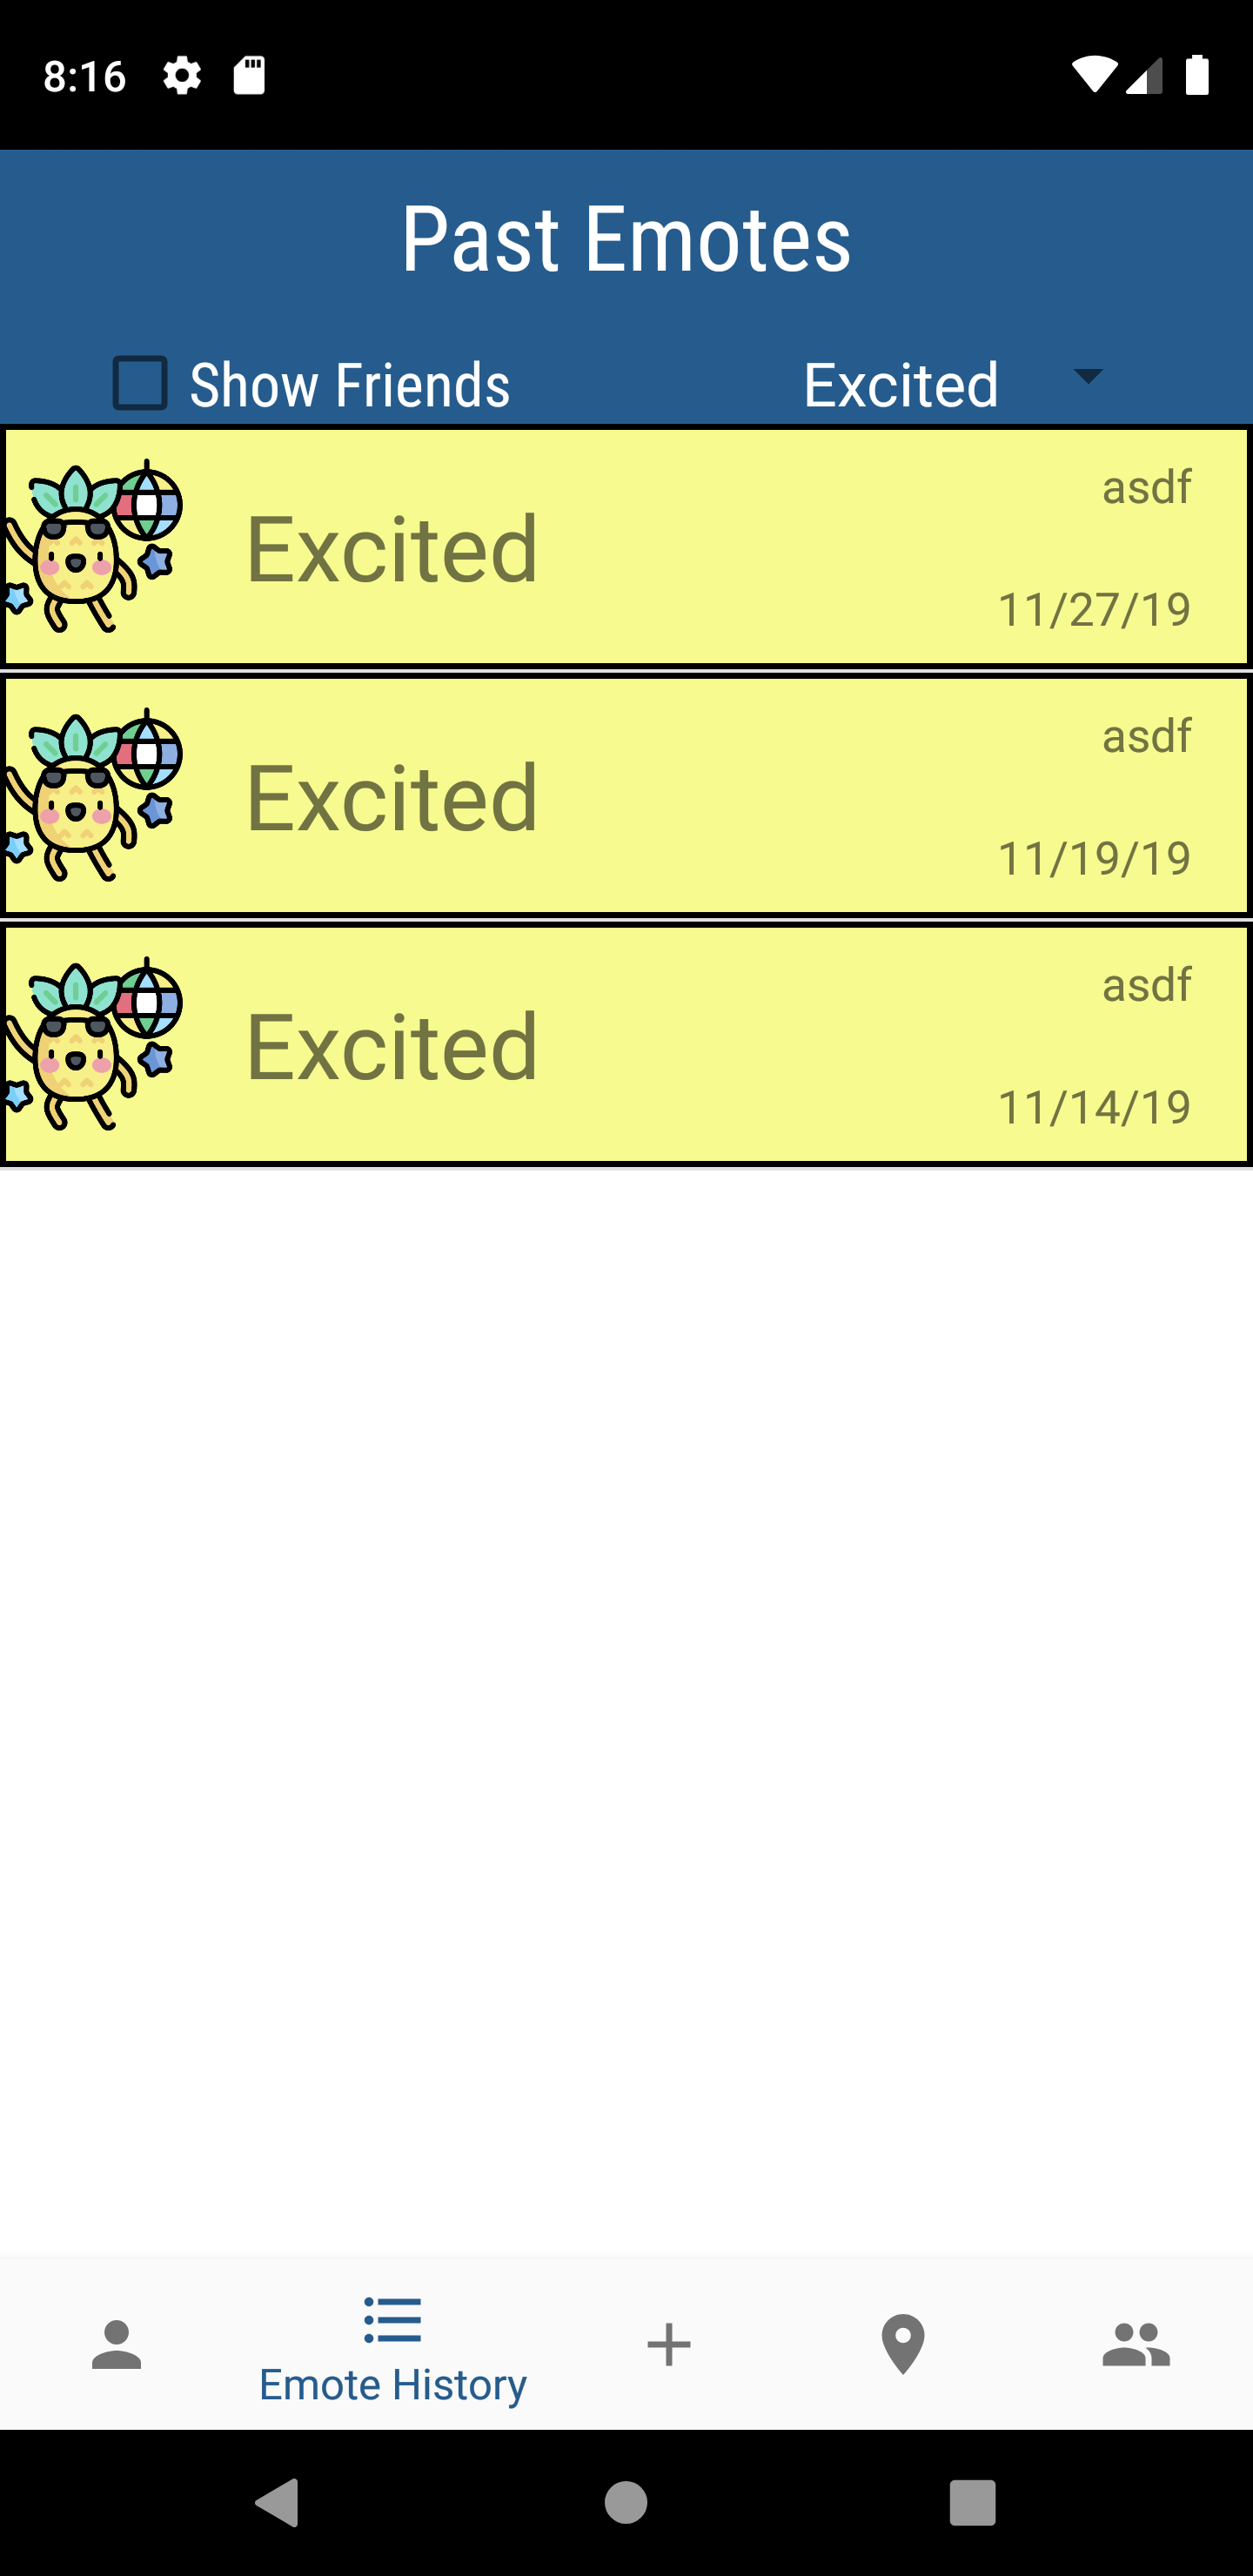 8:16
Past Emotes
Show Friends
Excited
asdf
Excited
11/27/19
asdf
Excited
11/19/19
asdf
Excited
11/14/19
Emote History